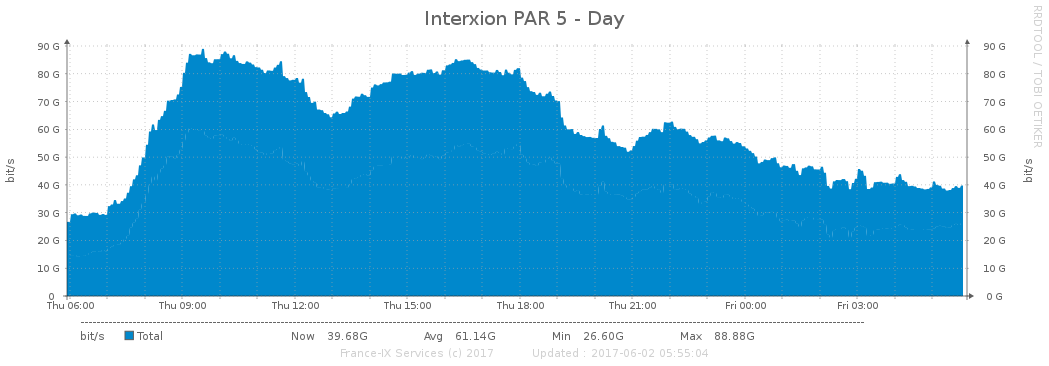 Interxion PAR 5 - Day
RRDTOOL / TOBI OETIKER
90 G 90 G
80 G 80 G
70 G 70 G
60 G 60 G
50 G 50 G
bit/s bit/s
40 G 40 G
30 G 30 G
20 G 20 G
10 G 10 G
0 0 G
Thu 06:00 Thu 09:00 Thu 12:00 Thu 15:00 Thu 18:00 Thu 21:00 Fri 00:00 Fri 03:00
bit/s Total Now 39.68G Avg 61.14G Min 26.60G Max 88.88G
France-IX Services (c) 2017 Updated : 2017-06-02 05:55:04